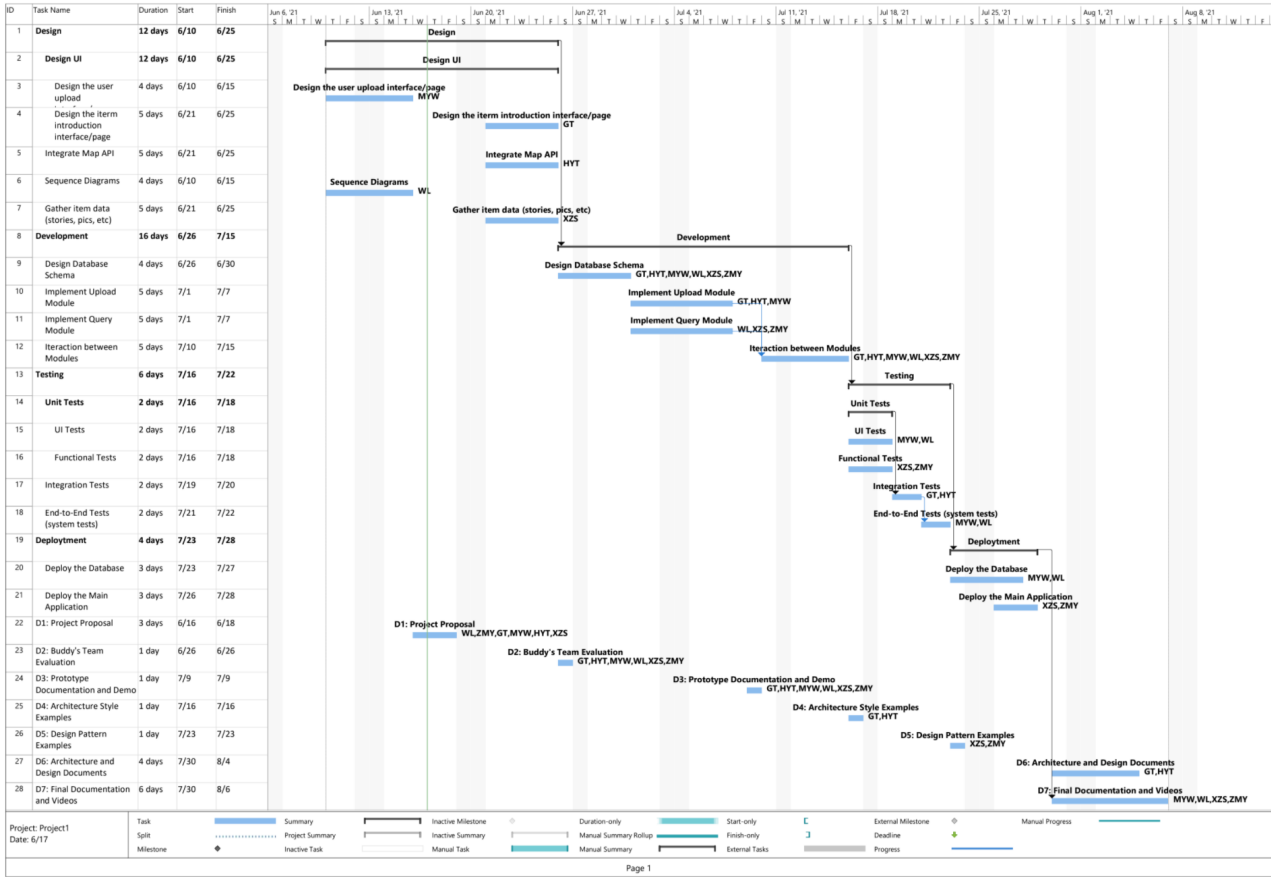 ID Task Name Duration Start Finish Jun 6, '21 Jun 13, '21 Jun 20, '21 Jun 27, '21 Jul 4, '21 Jul 11, '21 Jul 18, '21 Jul 25, '21 Aug 1, '21 Aug 8, '21
S M T W T F S S M T W T F S S M T W T F S S M T W T F S S M T W T F S S M T W T F S S M T W T F S S M T W T F S S M T W T F S S M T W T F
1 Design 12 days 6/10 6/25 Design
2 Design UI 12 days 6/10 6/25 Design UI
3 Design the user 4 days 6/10 6/15 Design the user upload interface/page
upload MYW
4 Design the iterm 5 days 6/21 6/25 Design the iterm introduction interface/page
introduction GT
interface/page
5 Integrate Map API 5 days 6/21 6/25 Integrate Map API
HYT
6 Sequence Diagrams 4 days 6/10 6/15 Sequence Diagrams
WL
7 Gather item data 5 days 6/21 6/25 Gather item data (stories, pics, etc)
(stories, pics, etc) XZS
8 Development 16 days 6/26 7/15 Development
9 Design Database 4 days 6/26 6/30 Design Database Schema
Schema GT,HYT,MYW,WL,XZS,ZMY
10 Implement Upload 5 days 7/1 7/7 Implement Upload Module
Module GT,HYT,MYW
11 Implement Query 5 days 7/1 7/7 Implement Query Module
Module WL,XZS,ZMY
12 Iteraction between 5 days 7/10 7/15 Iteraction between Modules
Modules GT,HYT,MYW,WL,XZS,ZMY
13 Testing 6 days 7/16 7/22 Testing
14 Unit Tests 2 days 7/16 7/18 Unit Tests
15 UI Tests 2 days 7/16 7/18 UI Tests
MYW,WL
16 Functional Tests 2 days 7/16 7/18 Functional Tests
XZS,ZMY
17 Integration Tests 2 days 7/19 7/20 Integration Tests
GT,HYT
18 End-to-End Tests 2 days 7/21 7/22 End-to-End Tests (system tests)
(system tests) MYW,WL
19 Deploytment 4 days 7/23 7/28 Deploytment
20 Deploy the Database 3 days 7/23 7/27 Deploy the Database
MYW,WL
21 Deploy the Main 3 days 7/26 7/28 Deploy the Main Application
Application XZS,ZMY
22 D1: Project Proposal 3 days 6/16 6/18 D1: Project Proposal
WL,ZMY,GT,MYW,HYT,XZS
23 D2: Buddy's Team 1 day 6/26 6/26 D2: Buddy's Team Evaluation
Evaluation GT,HYT,MYW,WL,XZS,ZMY
24 D3: Prototype 1 day 7/9 7/9 D3: Prototype Documentation and Demo
Documentation and Demo GT,HYT,MYW,WL,XZS,ZMY
25 D4: Architecture Style 1 day 7/16 7/16 D4: Architecture Style Examples
Examples GT,HYT
26 D5: Design Pattern 1 day 7/23 7/23 D5: Design Pattern Examples
Examples XZS,ZMY
27 D6: Architecture and 4 days 7/30 8/4 D6: Architecture and Design Documents
Design Documents GT,HYT
28 D7: Final Documentation 6 days 7/30 8/6 D7: Final Documentation and Videos
and Videos MYW,WL,XZS,ZMY
Project: Project1
Date: 6/17
Task Summary Inactive Milestone Duration-only Start-only External Milestone Manual Progress
Split Project Summary Inactive Summary Manual Summary Rollup Finish-only Deadline
Milestone Inactive Task Manual Task Manual Summary External Tasks Progress
Page 1